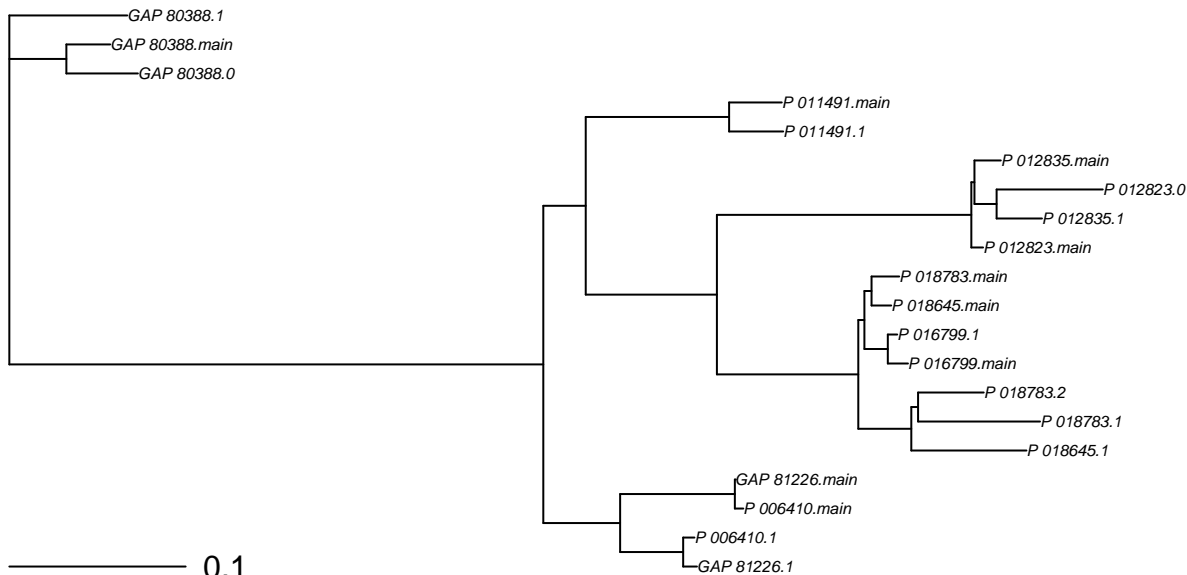 GAP 80388.1
GAP 80388.main
GAP 80388.0
P 011491.main
P 011491.1
P 012835.main
P 012823.0
P 012835.1
P 012823.main
P 018783.main
P 018645.main
P 016799.1
P 016799.main
P 018783.2
P 018783.1
P 018645.1
GAP 81226.main
P 006410.main
P 006410.1
GAP 81226.1
0.1